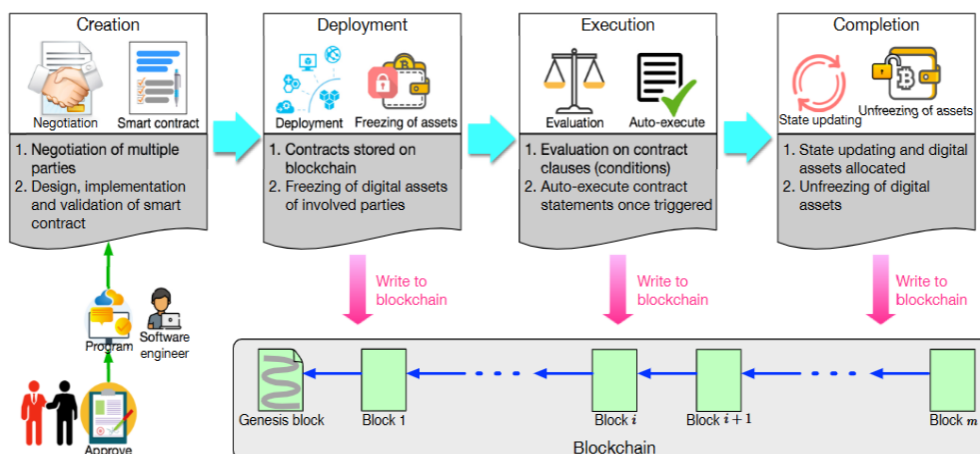 Creation
Negotiation
Smart contract
1. Negotiation of multiple
parties
2. Design, implementation
and validation of smart
contract
Deployment
Deployment
Freezing of assets
1. Contracts stored on
blockchain
2. Freezing of digital assets
of involved parties
Execution
Evaluation
Auto-execute
1. Evaluation on contract
clauses (conditions)
2. Auto-execute contract
statements once triggered
Completion
State updating
Unfreezing of assets
1. State updating and digital
assets allocated
2. Unfreezing of digital
assets
Write to
blockchain
Write to
blockchain
Write to
blockchain
Program
Software
engineer
Approve
Genesis block
Block 1
Block i
Block i + 1
Block m
Blockchain